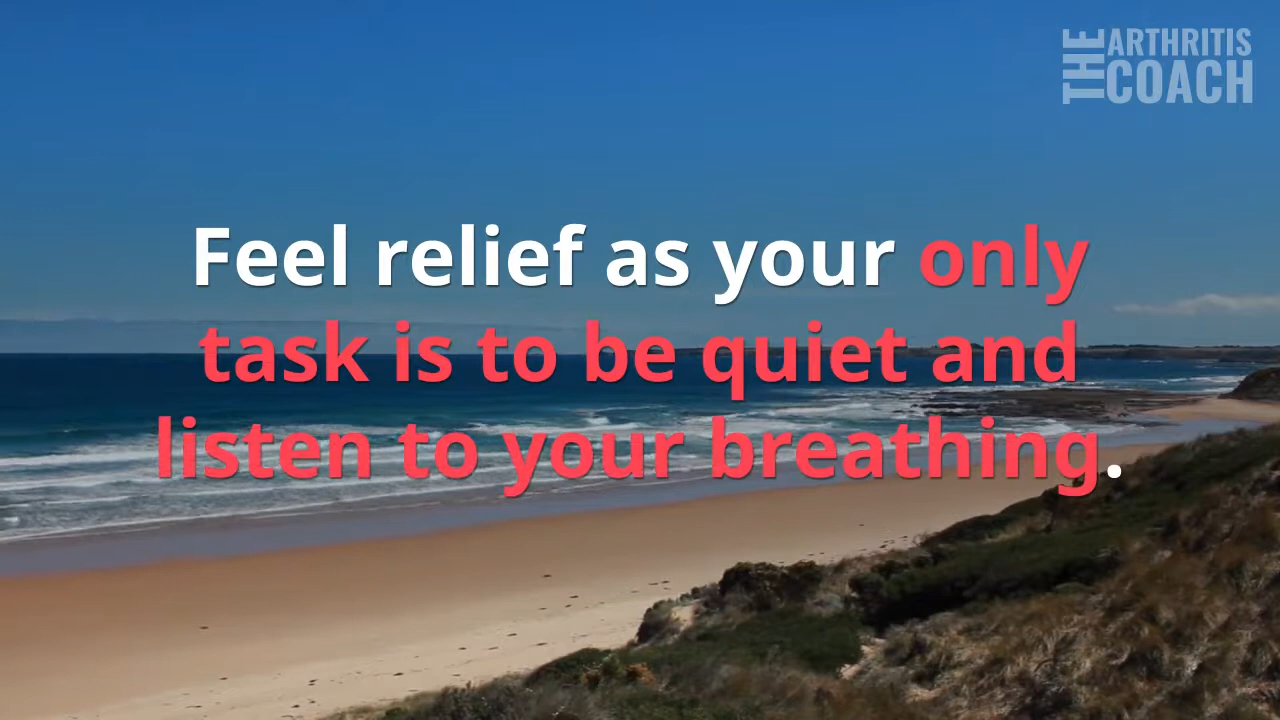 THE ARTHRITIS
COACH
Feel relief as your only
task is to be quiet and
listen to your breathing.